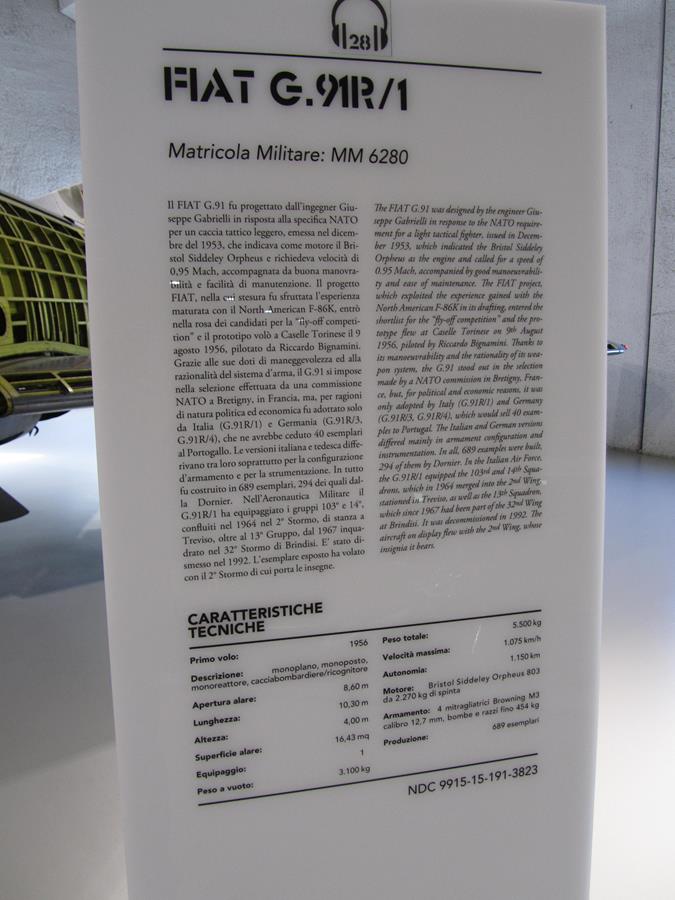 28
FIAT G.91R/1
Matricola Militare: MM 6280
Il FIAT G.91 fu progettato dall'ingegner Giu-
seppe Gabrielli in risposta alla specifica NATO
per un caccia tattico leggero, emessa nel dicem-
bre del 1953, che indicava come motore il Bri-
stol Siddeley Orpheus e richiedeva velocità di
0,95 Mach, accompagnata da buona manovra-
bilità e facilità di manutenzione. Il progetto
FIAT, nella cui stesura fu sfruttata l'esperienza
maturata con il North American F-86K, entrò
nella rosa dei candidati per la "fly-off competi-
tion" e il prototipo volò a Caselle Torinese il 9
agosto 1956, pilotato da Riccardo Bignamini.
Grazie alle sue doti di maneggevolezza ed alla
razionalità del sistema d'arma, il G.91 si impose
nella selezione effettuata da una commissione
NATO a Bretigny, in Francia, ma, per ragioni
di natura politica ed economica fu adottato solo
da Italia (G.91R/1) e Germania (G.91R/3,
G.91R/4), che ne avrebbe ceduto 40 esemplari
al Portogallo. Le versioni italiana e tedesca diffe-
rivano tra loro soprattutto per la configurazione
d'armamento e per la strumentazione. In tutto
fu costruito in 689 esemplari, 294 dei quali dal-
la Dornier. Nell'Aeronautica Militare il
G.91R/1 ha equipaggiato i gruppi 103° e 14°,
confluiti nel 1964 nel 2° Stormo, di stanza a
Treviso, oltre al 13° Gruppo, dal 1967 inqua-
drato nel 32° Stormo di Brindisi. E' stato di-
smesso nel 1992. L'esemplare esposto ha volato
con il 2° Stormo di cui porta le insegne.
The FIAT G.91 was designed by the engineer Giu-
seppe Gabrielli in response to the NATO require-
ment for a light tactical fighter, issued in Decem-
ber 1953, which indicated the Bristol Siddeley
Orpheus as the engine and called for a speed of
0.95 Mach, accompanied by good manoeuvrabili-
ty and ease of maintenance. The FIAT project,
which exploited the experience gained with the
North American F-86K in its drafting, entered the
shortlist for the "fly-off competition" and the pro-
totype flew at Caselle Torinese on 9th August
1956, piloted by Riccardo Bignamini. Thanks to
its manoeuvrability and the rationality of its wea-
pon system, the G.91 stood out in the selection
made by a NATO commission in Bretigny, Fran-
ce, but, for political and economic reasons, it was
only adopted by Italy (G.91R/1) and Germany
(G.91R/3, G.91R/4), which would sell 40 exam-
ples to Portugal. The Italian and German versions
differed mainly in armament configuration and
instrumentation. In all, 689 examples were built,
294 of them by Dornier. In the Italian Air Force,
the G.91R/1 equipped the 103rd and 14th Squa-
drons, which in 1964 merged into the 2nd Wing,
stationed in Treviso, as well as the 13th Squadron,
which since 1967 had been part of the 32nd Wing
at Brindisi. It was decommissioned in 1992. The
aircraft on display flew with the 2nd Wing, whose
insignia it bears.
CARATTERISTICHE
TECNICHE
Primo volo: 1956
Descrizione: monoplano, monoposto,
monoreattore, cacciabombardiere/ricognitore
Apertura alare: 8,60 m
Lunghezza: 10,30 m
Altezza: 4,00 m
Superficie alare: 16,43 mq
Equipaggio: 1
Peso a vuoto: 3.100 kg
Peso totale: 5.500 kg
Velocità massima: 1.075 km/h
Autonomia: 1.150 km
Motore: Bristol Siddeley Orpheus 803
da 2.270 kg di spinta
Armamento: 4 mitragliatrici Browning M3
calibro 12,7 mm, bombe e razzi fino 454 kg
Produzione: 689 esemplari
NDC 9915-15-191-3823